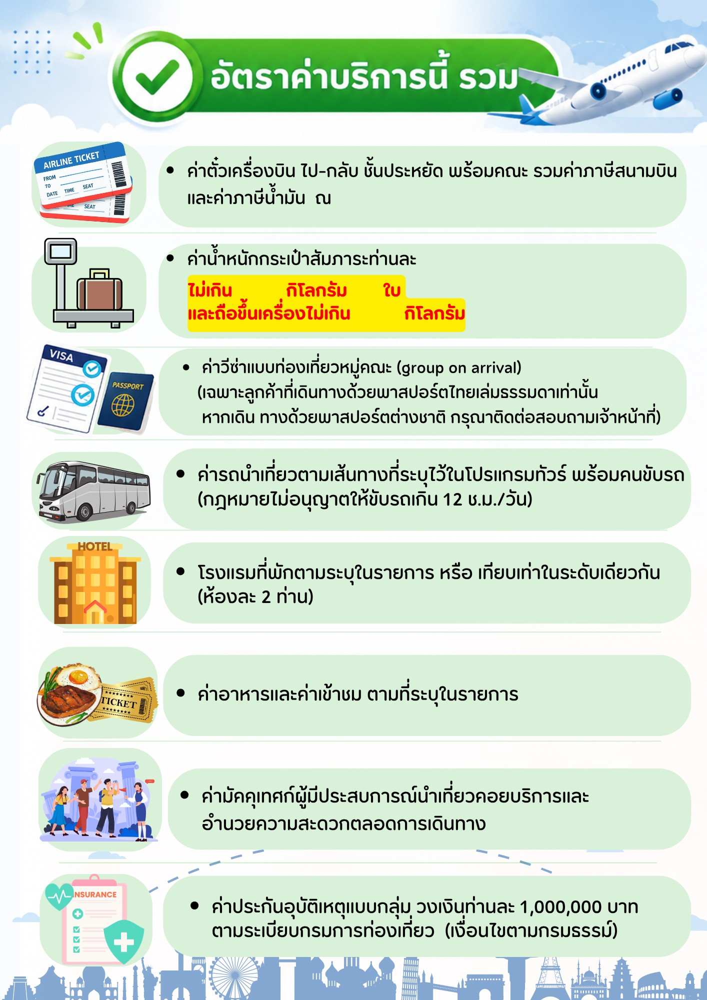 อัตราค่าบริการนี้ รวม
AIRLINE TICKET
FROM
TO
DATE TIME SEAT
SEAT
• ค่าตั๋วเครื่องบิน ไป-กลับ ชั้นประหยัด พร้อมคณะ รวมค่าภาษีสนามบิน
และค่าภาษีน้ำมัน ณ
• ค่าน้ำหนักกระเป๋าสัมภาระท่านละ
ไม่เกิน กิโลกรัม ใบ
และถือขึ้นเครื่องไม่เกิน กิโลกรัม
VISA
PASSPORT
• ค่าวีซ่าแบบท่องเที่ยวหมู่คณะ (group on arrival)
(เฉพาะลูกค้าที่เดินทางด้วยพาสปอร์ตไทยเล่มธรรมดาเท่านั้น
หากเดิน ทางด้วยพาสปอร์ตต่างชาติ กรุณาติดต่อสอบถามเจ้าหน้าที่)
• ค่ารถนำเที่ยวตามเส้นทางที่ระบุไว้ในโปรแกรมทัวร์ พร้อมคนขับรถ
(กฎหมายไม่อนุญาตให้ขับรถเกิน 12 ช.ม./วัน)
HOTEL
• โรงแรมที่พักตามระบุในรายการ หรือ เทียบเท่าในระดับเดียวกัน
(ห้องละ 2 ท่าน)
TICKET
• ค่าอาหารและค่าเข้าชม ตามที่ระบุในรายการ
• ค่ามัคคุเทศก์ผู้มีประสบการณ์นำเที่ยวคอยบริการและ
อำนวยความสะดวกตลอดการเดินทาง
INSURANCE
• ค่าประกันอุบัติเหตุแบบกลุ่ม วงเงินท่านละ 1,000,000 บาท
ตามระเบียบกรมการท่องเที่ยว (เงื่อนไขตามกรมธรรม์)